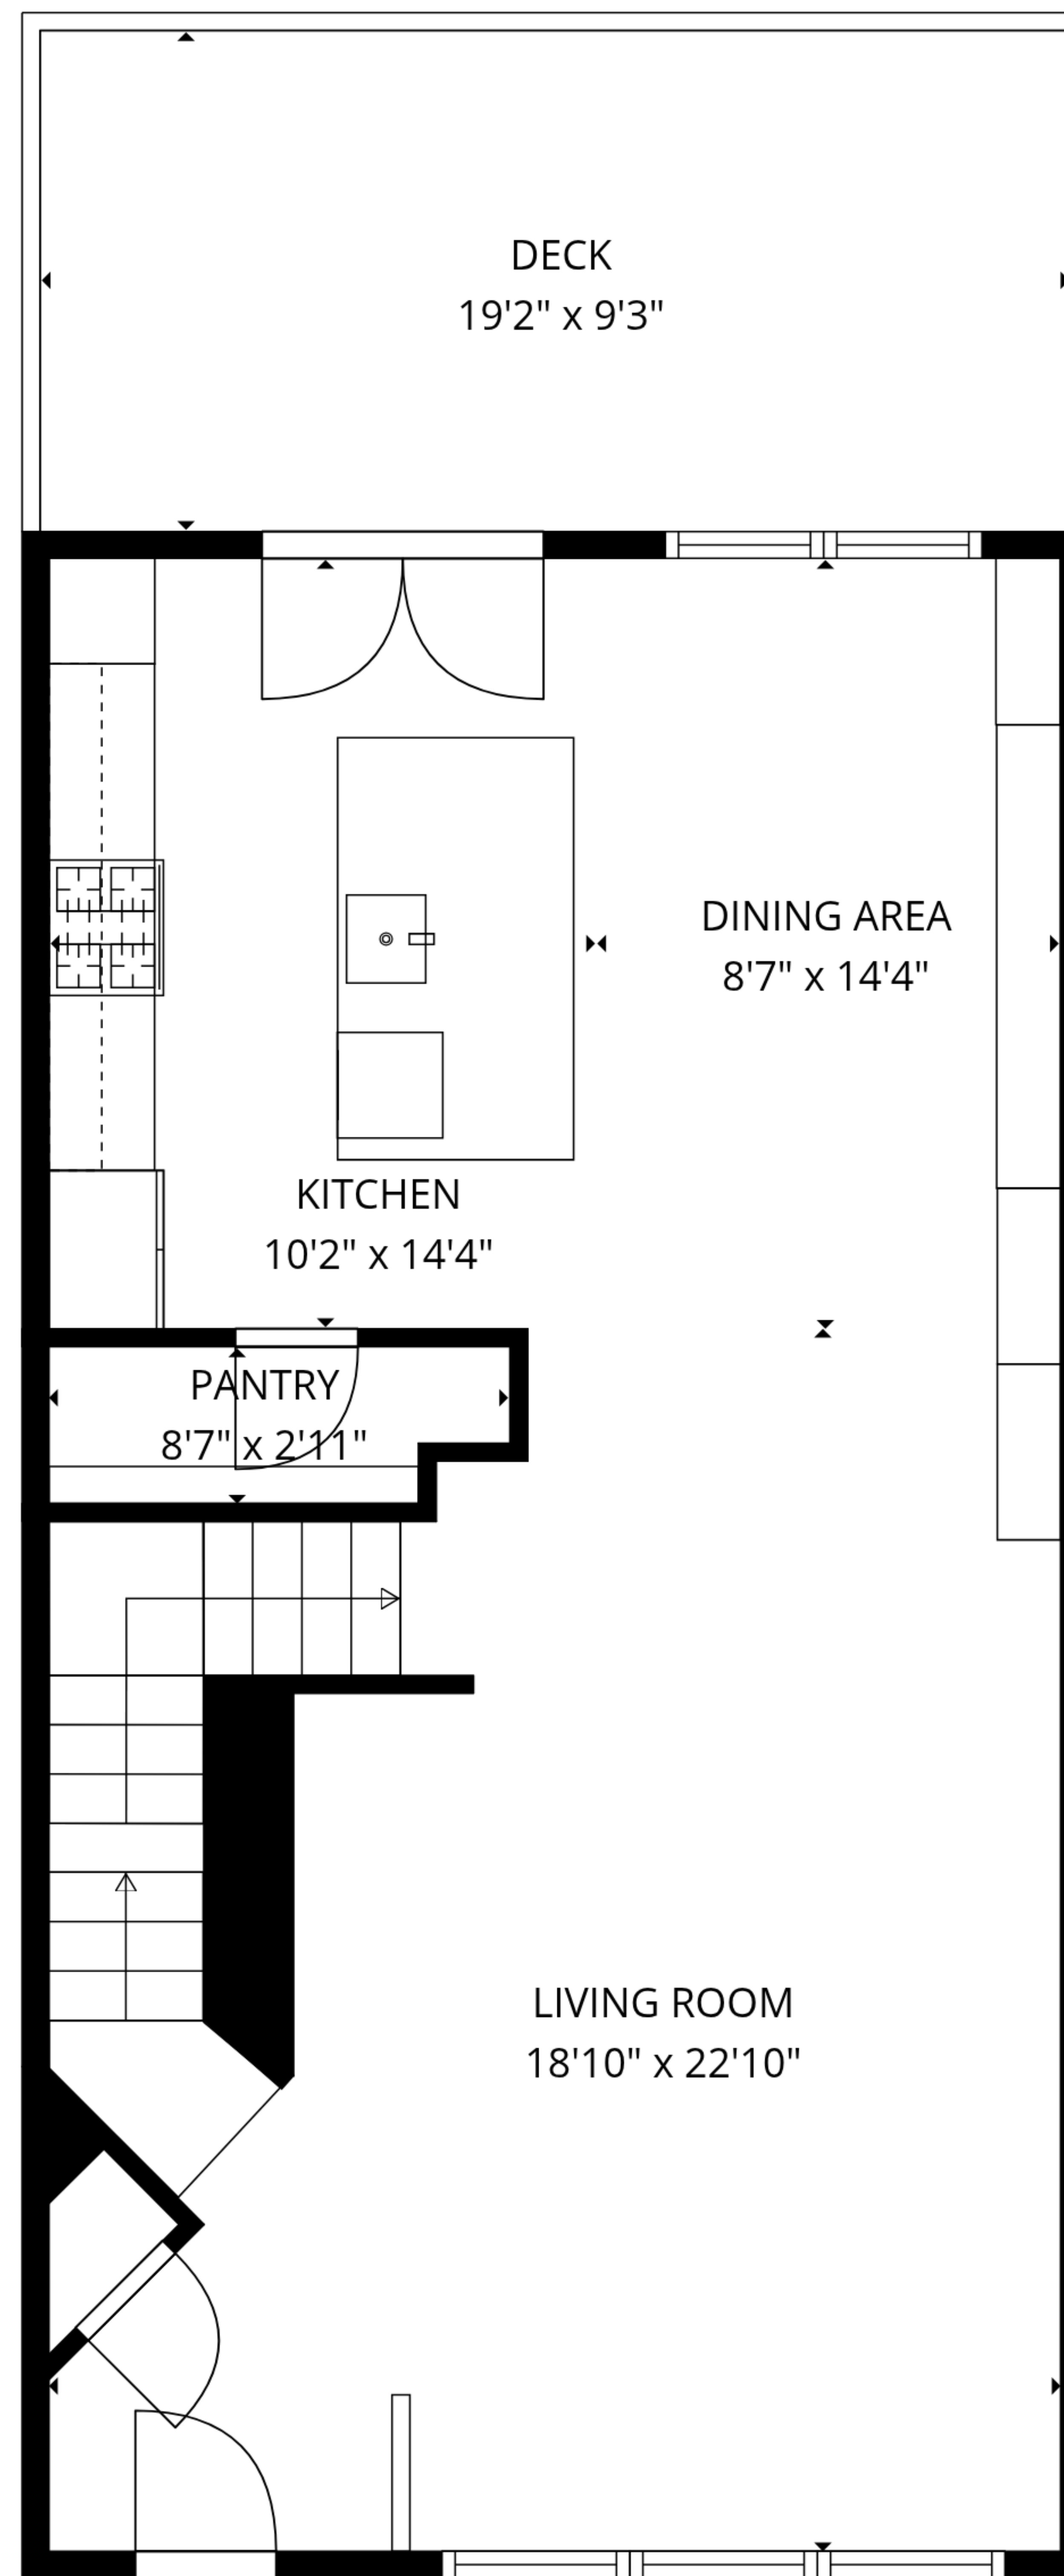 DECK
19'2" x 9'3"
DINING AREA
8'7" x 14'4"
KITCHEN
10'2" x 14'4"
PANTRY
8'7" x 2'11"
LIVING ROOM
18'10" x 22'10"